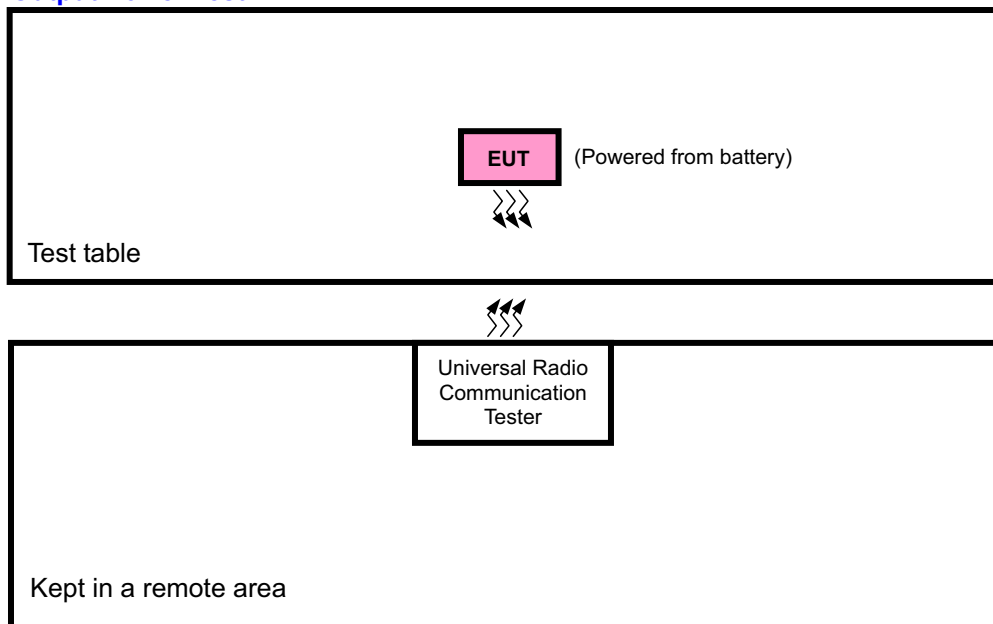 EUT
(Powered from battery)
Test table
Universal Radio
Communication
Tester
Kept in a remote area